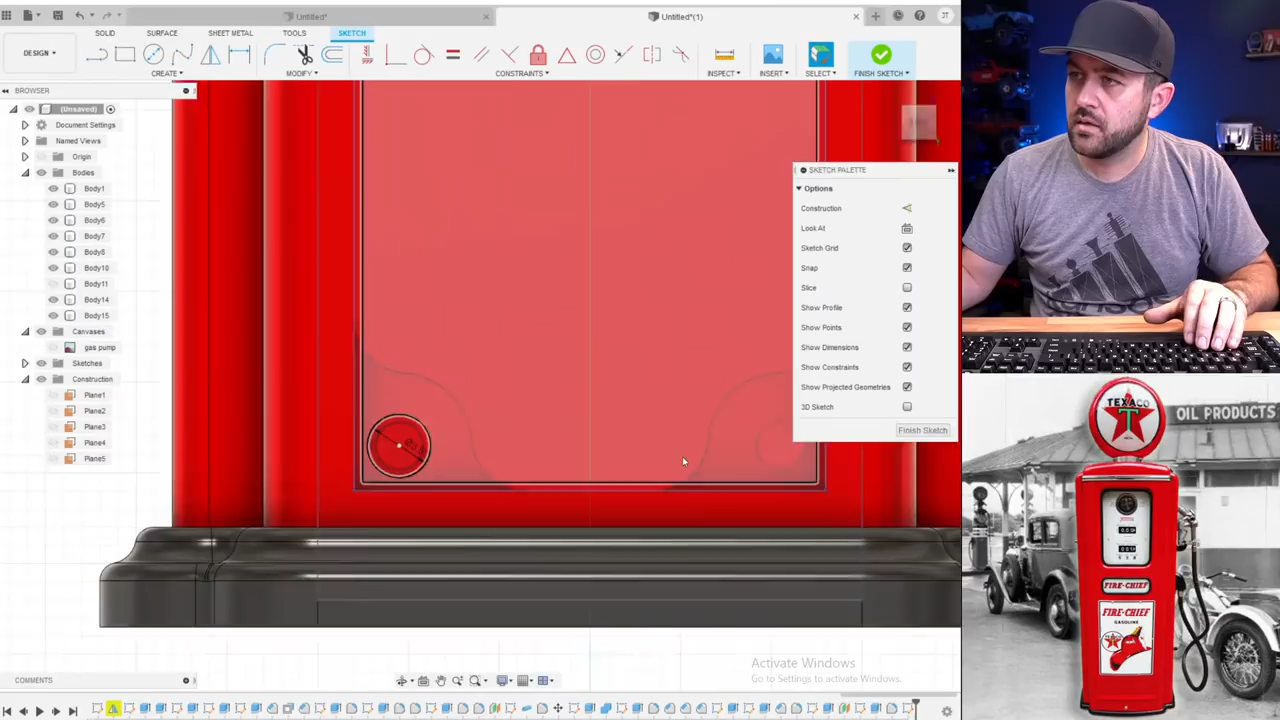 Untitled*
Untitled*(1)
JT
DESIGN
SOLID
SURFACE
SHEET METAL
TOOLS
SKETCH
CREATE
MODIFY
CONSTRAINTS
INSPECT
INSERT
SELECT
FINISH SKETCH
BROWSER
(Unsaved)
Document Settings
Named Views
Origin
Bodies
Body1
Body5
Body6
Body7
Body8
Body10
Body11
Body14
Body15
Canvases
gas pump
Sketches
Construction
Plane1
Plane2
Plane3
Plane4
Plane5
SKETCH PALETTE
Options
Construction
Look At
Sketch Grid
Snap
Slice
Show Profile
Show Points
Show Dimensions
Show Constraints
Show Projected Geometries
3D Sketch
Finish Sketch
Activate Windows
Go to Settings to activate Windows.
COMMENTS
TEXACO
T
OIL PRODUCTS
FIRE-CHIEF
FIRE-CHIEF
GASOLINE